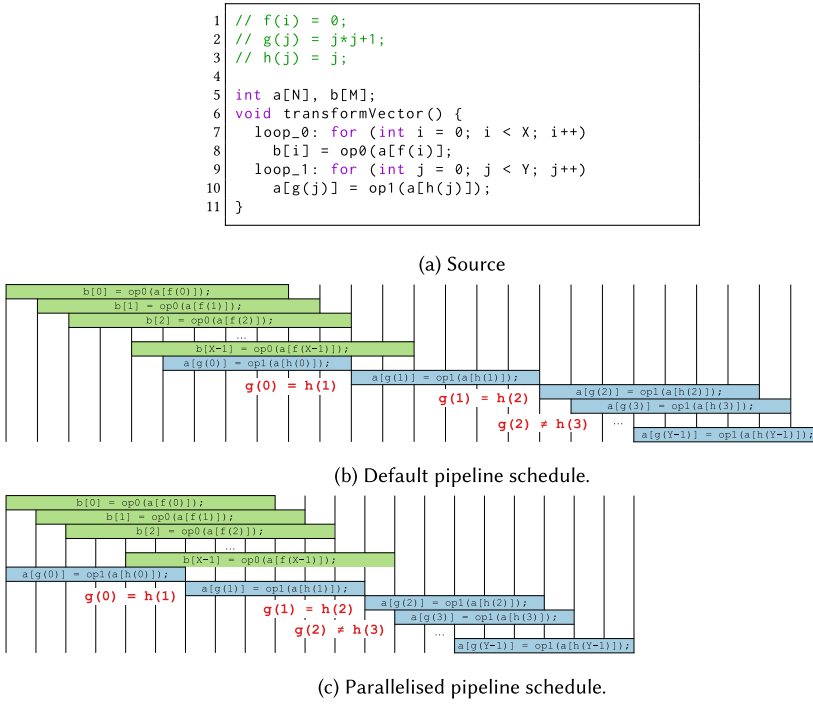 1 // f(i) = 0;
2 // g(j) = j*j+1;
3 // h(j) = j;
4
5 int a[N], b[M];
6 void transformVector() {
7 loop_0: for (int i = 0; i < X; i++)
8 b[i] = op0(a[f(i)];
9 loop_1: for (int j = 0; j < Y; j++)
10 a[g(j)] = op1(a[h(j)]);
11 }
(a) Source
b[0] = op0(a[f(0)]);
b[1] = op0(a[f(1)]);
b[2] = op0(a[f(2)]);
...
b[X-1] = op0(a[f(X-1)]);
a[g(0)] = op1(a[h(0)]);
a[g(1)] = op1(a[h(1)]);
g(0) = h(1)
a[g(2)] = op1(a[h(2)]);
g(1) = h(2)
a[g(3)] = op1(a[h(3)]);
g(2) ≠ h(3)
...
a[g(Y-1)] = op1(a[h(Y-1)]);
(b) Default pipeline schedule.
b[0] = op0(a[f(0)]);
b[1] = op0(a[f(1)]);
b[2] = op0(a[f(2)]);
...
b[X-1] = op0(a[f(X-1)]);
a[g(0)] = op1(a[h(0)]);
a[g(1)] = op1(a[h(1)]);
g(0) = h(1)
a[g(2)] = op1(a[h(2)]);
g(1) = h(2)
a[g(3)] = op1(a[h(3)]);
g(2) ≠ h(3)
...
a[g(Y-1)] = op1(a[h(Y-1)]);
(c) Parallelised pipeline schedule.